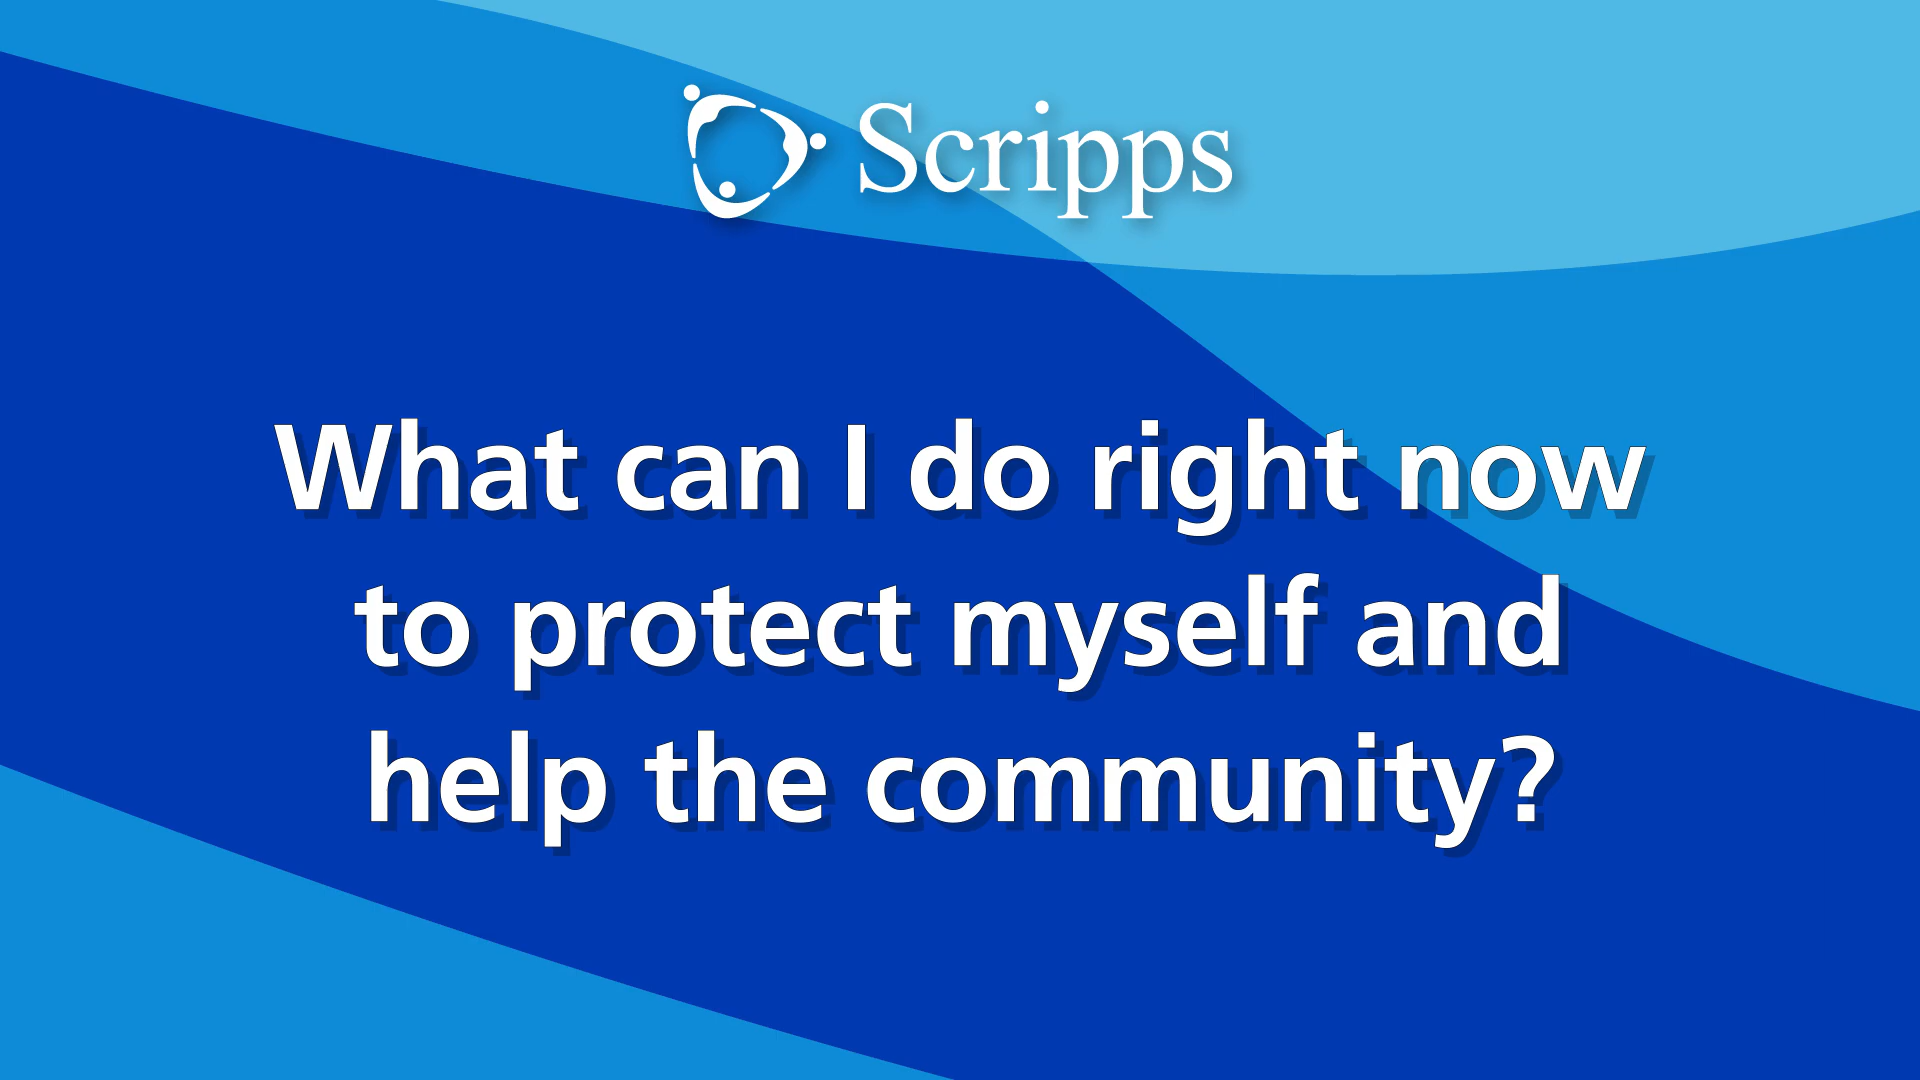 Scripps
What can I do right now
to protect myself and
help the community?